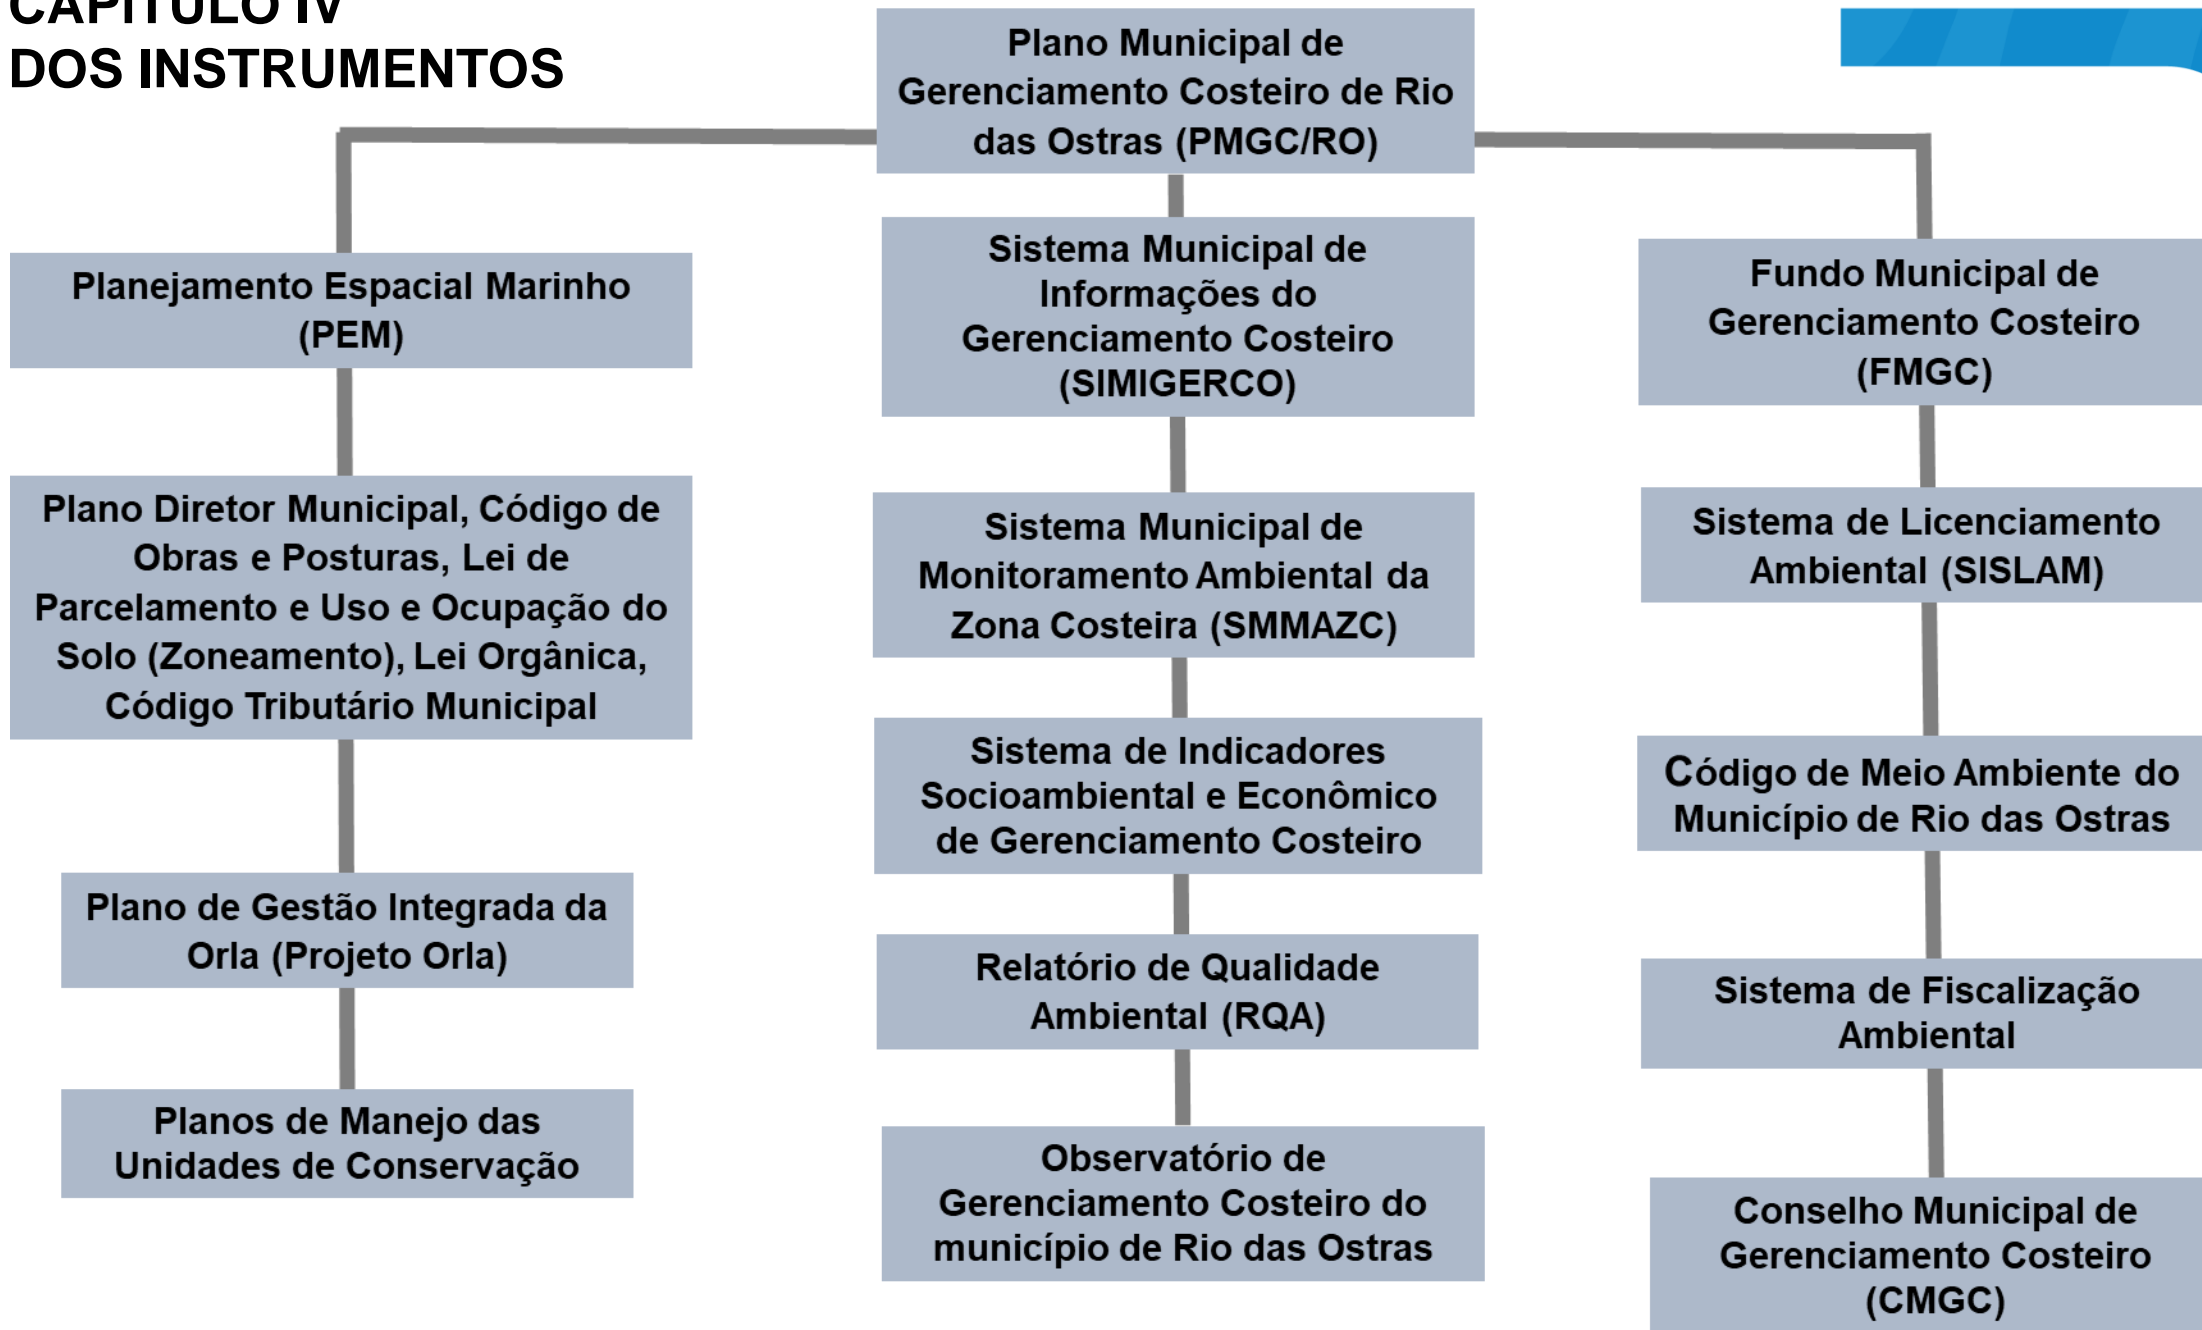 CAPITULO IV
DOS INSTRUMENTOS
Plano Municipal de
Gerenciamento Costeiro de Rio
das Ostras (PMGC/RO)
Planejamento Espacial Marinho
(PEM)
Plano Diretor Municipal, Código de
Obras e Posturas, Lei de
Parcelamento e Uso e Ocupação do
Solo (Zoneamento), Lei Orgânica,
Código Tributário Municipal
Plano de Gestão Integrada da
Orla (Projeto Orla)
Planos de Manejo das
Unidades de Conservação
Sistema Municipal de
Informações do
Gerenciamento Costeiro
(SIMIGERCO)
Sistema Municipal de
Monitoramento Ambiental da
Zona Costeira (SMMAZC)
Sistema de Indicadores
Socioambiental e Econômico
de Gerenciamento Costeiro
Relatório de Qualidade
Ambiental (RQA)
Observatório de
Gerenciamento Costeiro do
município de Rio das Ostras
Fundo Municipal de
Gerenciamento Costeiro
(FMGC)
Sistema de Licenciamento
Ambiental (SISLAM)
Código de Meio Ambiente do
Município de Rio das Ostras
Sistema de Fiscalização
Ambiental
Conselho Municipal de
Gerenciamento Costeiro
(CMGC)